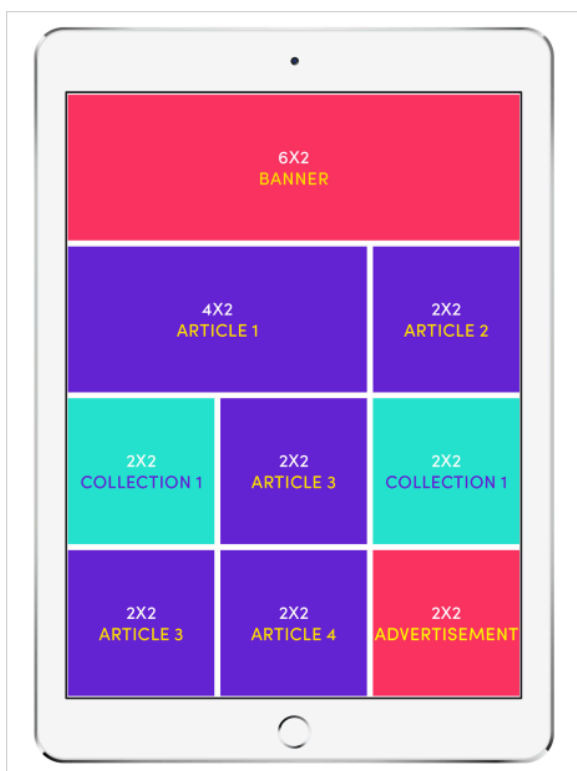 6X2
BANNER
4X2
ARTICLE 1
2X2
ARTICLE 2
2X2
COLLECTION 1
2X2
ARTICLE 3
2X2
COLLECTION 1
2X2
ARTICLE 3
2X2
ARTICLE 4
2X2
ADVERTISEMENT